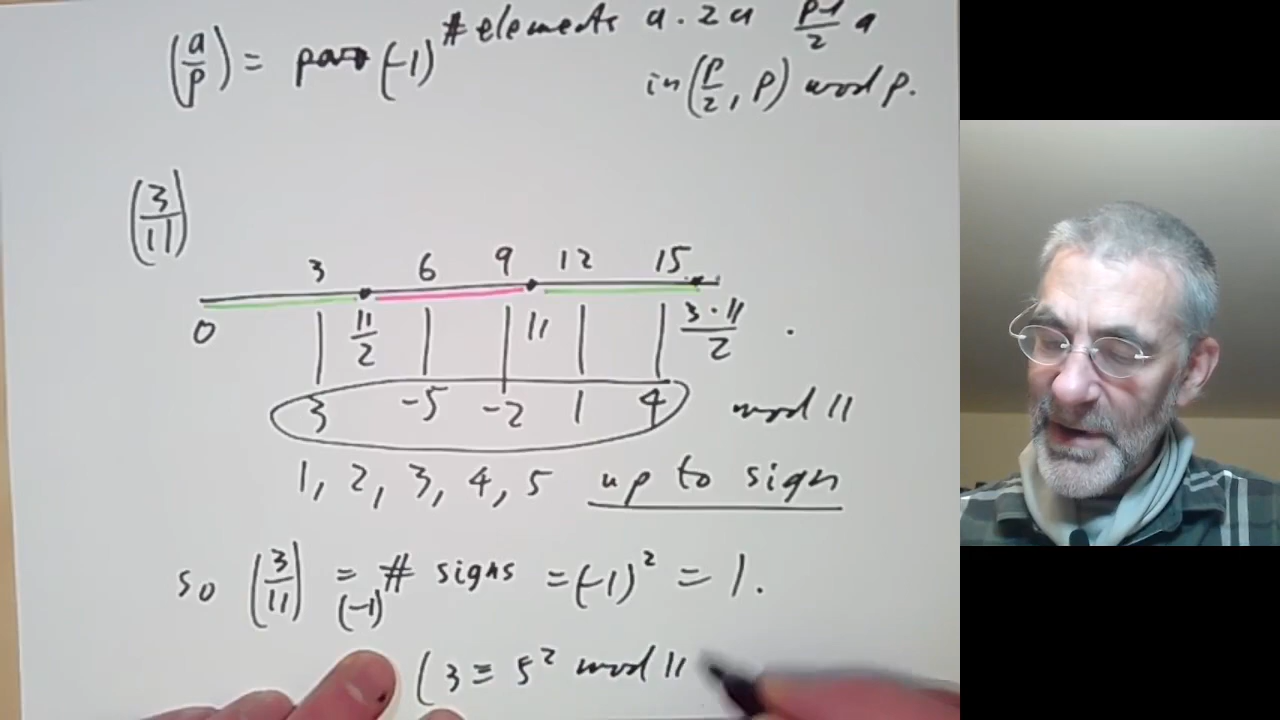 (a/p) = (-1)^# elements a. 2a (p-1)/2 a
in (p/2, p) mod p.
(3/11)
3 6 9 12 15
0 11/2 11 3·11/2 .
3 -5 -2 1 4 mod 11
1, 2, 3, 4, 5 up to sign
so (3/11) = (-1)^# signs = (-1)^2 = 1.
(3 ≡ 5^2 mod 11